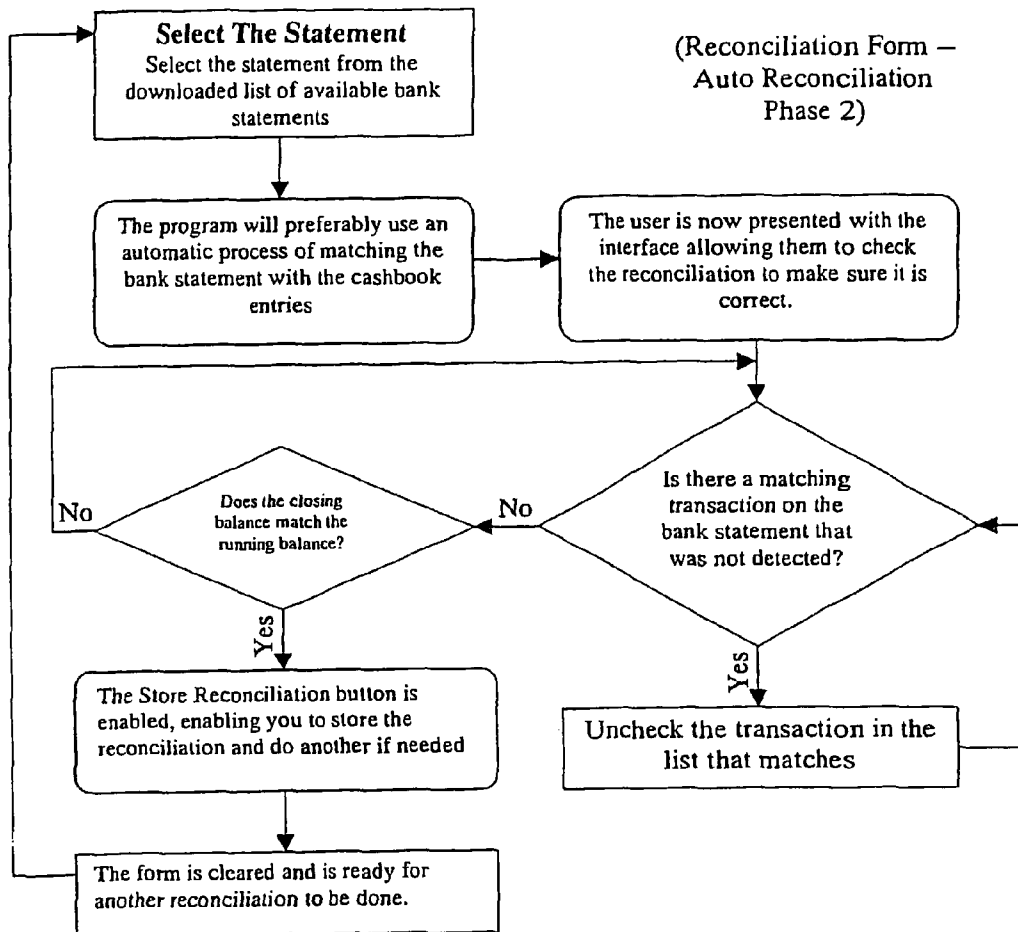 Select The Statement
Select the statement from the
downloaded list of available bank
statements
(Reconciliation Form –
Auto Reconciliation
Phase 2)
The program will preferably use an
automatic process of matching the
bank statement with the cashbook
entries
The user is now presented with the
interface allowing them to check
the reconciliation to make sure it is
correct.
Is there a matching
transaction on the
bank statement that
was not detected?
No
Does the closing
balance match the
running balance?
No
Yes
Yes
The Store Reconciliation button is
enabled, enabling you to store the
reconciliation and do another if needed
Uncheck the transaction in the
list that matches
The form is cleared and is ready for
another reconciliation to be done.